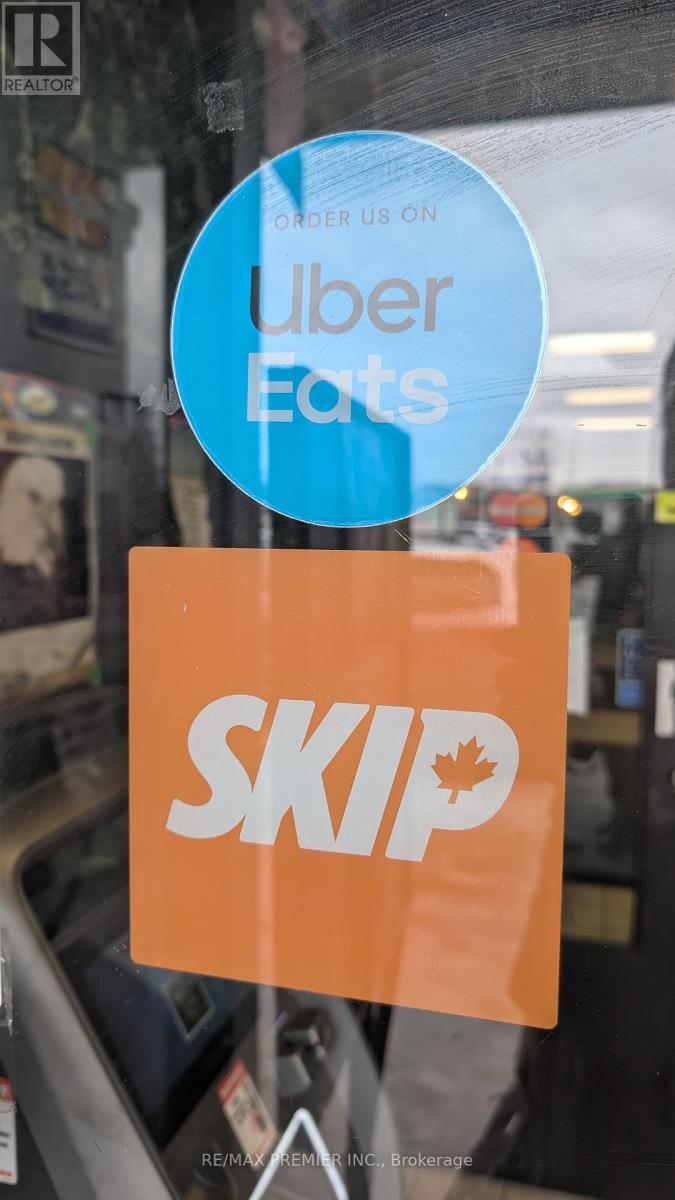 R
REALTOR®
ORDER US ON
Uber
Eats
SKIP
RE/MAX PREMIER INC., Brokerage